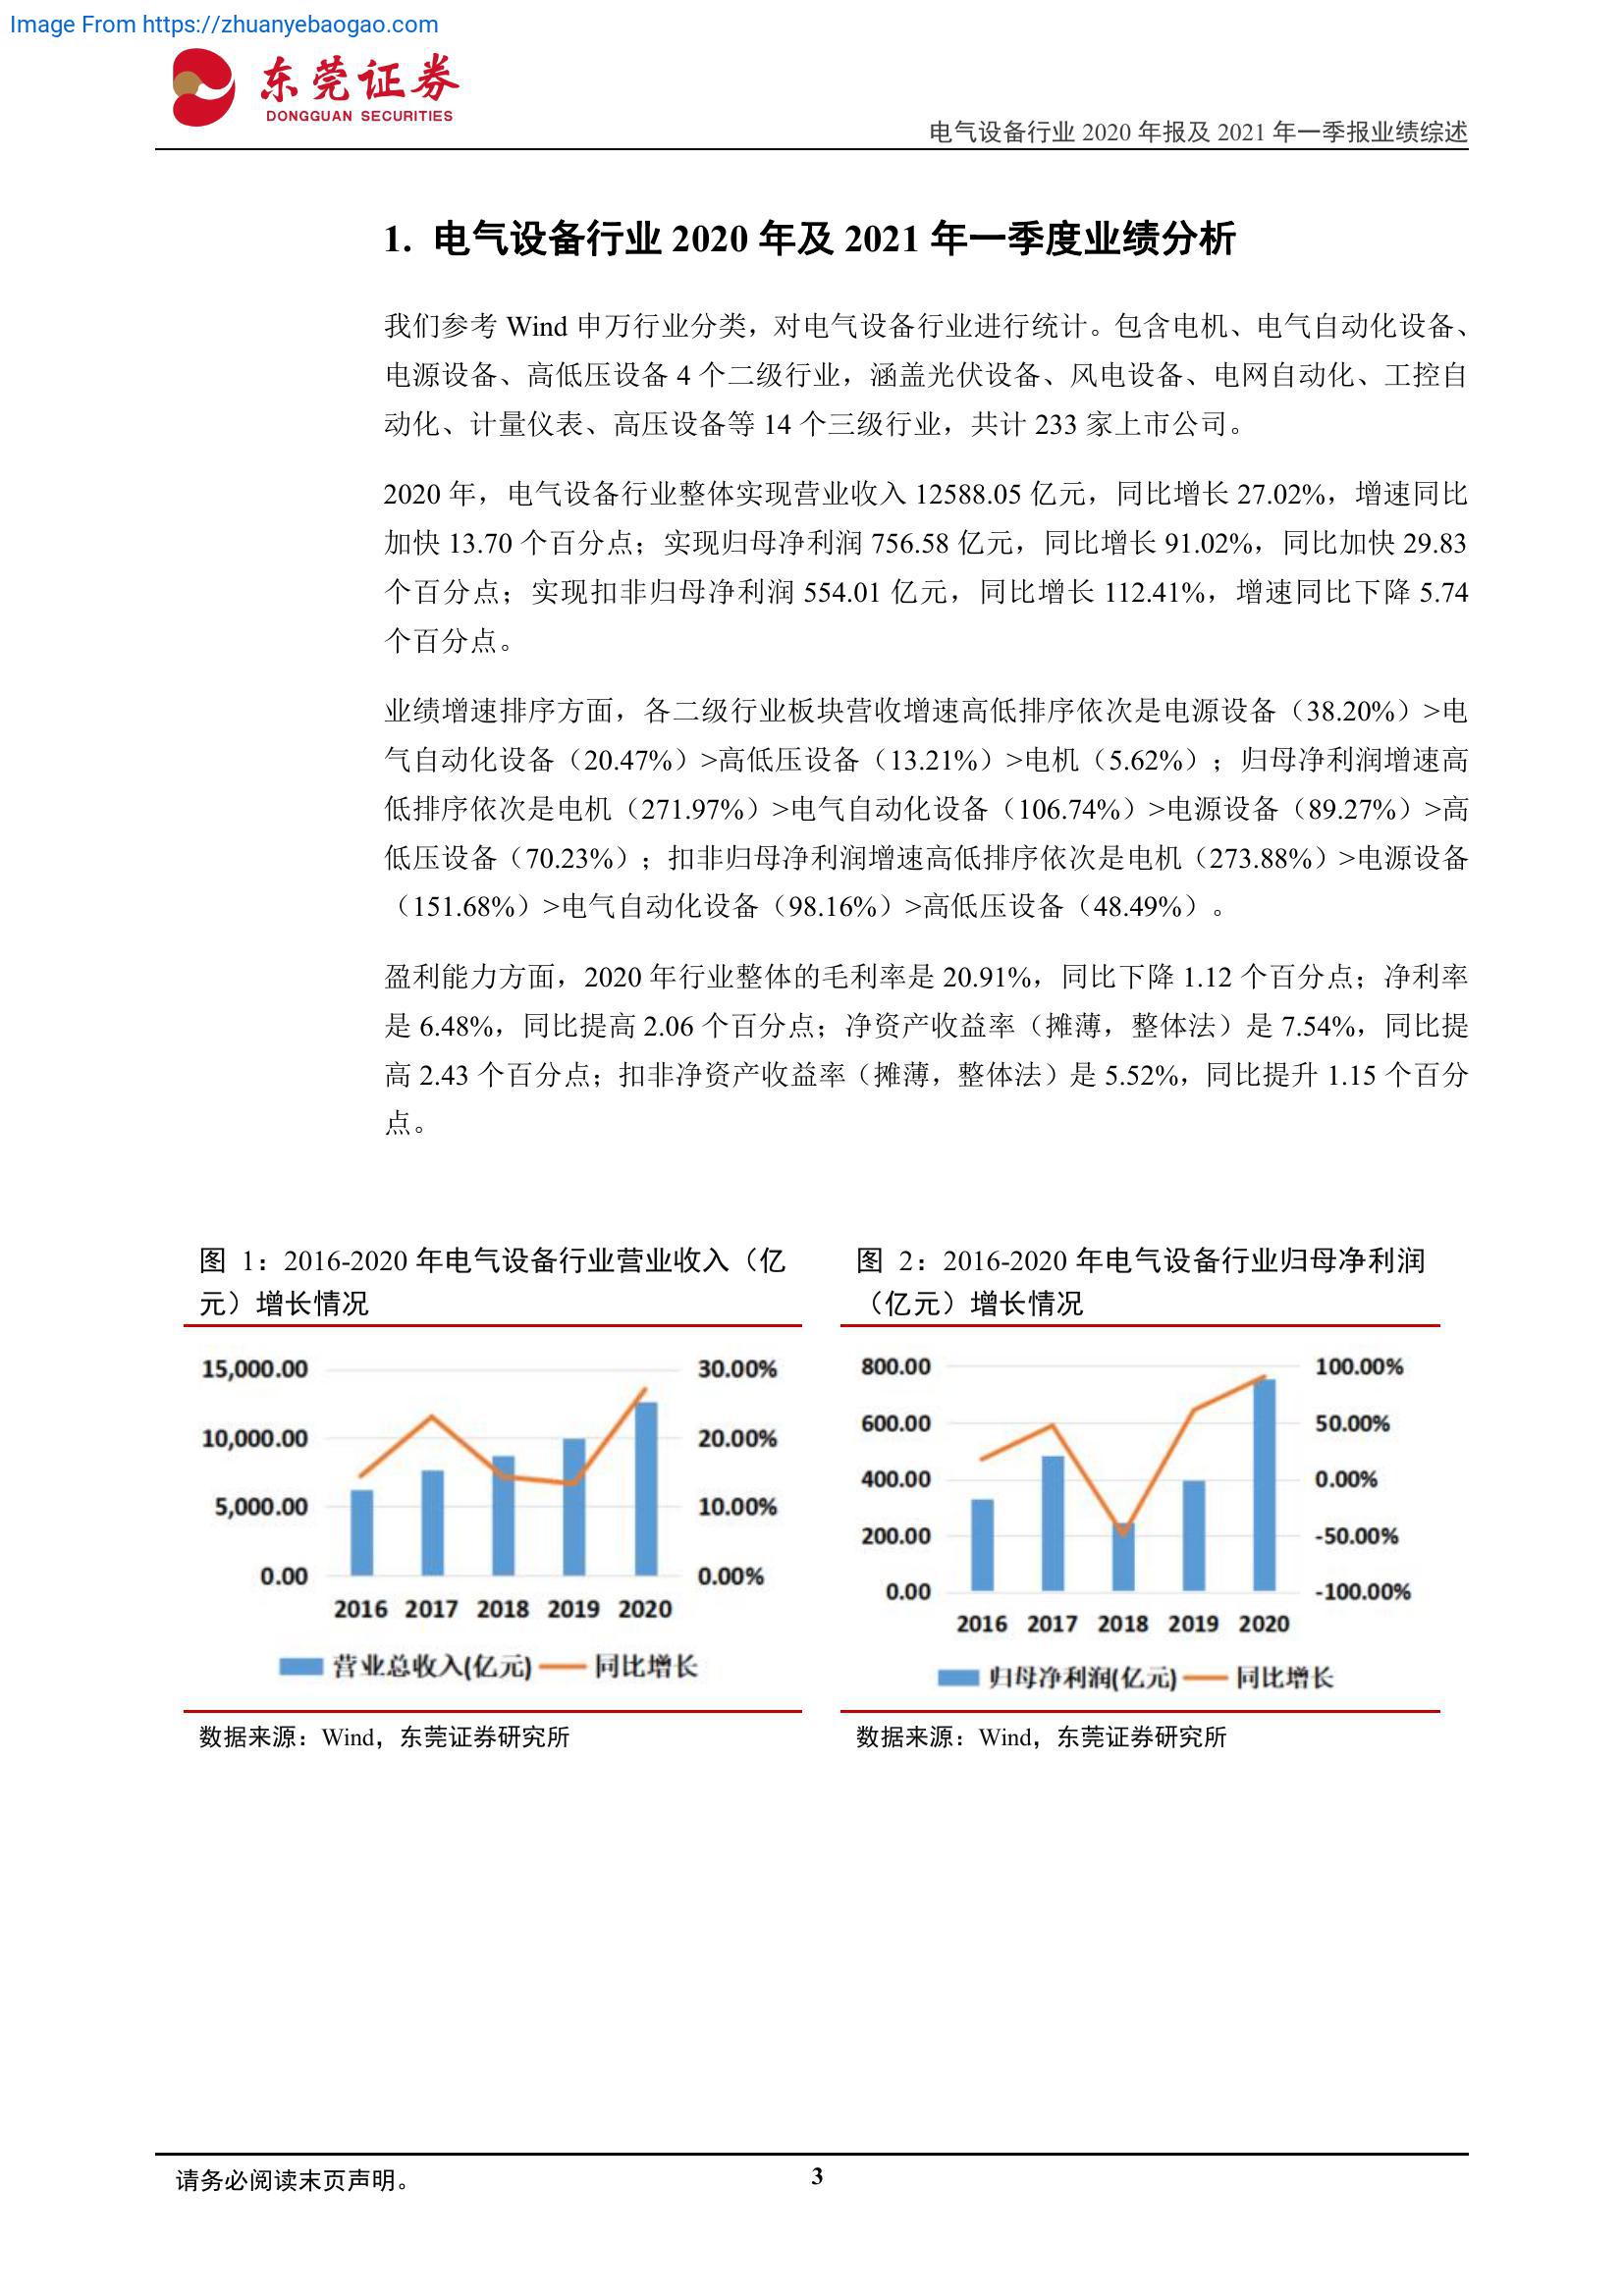 Image From https://zhuanyebaogao.com
东莞证券
DONGGUAN SECURITIES
电气设备行业 2020 年报及 2021 年一季报业绩综述
1. 电气设备行业 2020 年及 2021 年一季度业绩分析
我们参考 Wind 申万行业分类，对电气设备行业进行统计。包含电机、电气自动化设备、
电源设备、高低压设备 4 个二级行业，涵盖光伏设备、风电设备、电网自动化、工控自
动化、计量仪表、高压设备等 14 个三级行业，共计 233 家上市公司。
2020 年，电气设备行业整体实现营业收入 12588.05 亿元，同比增长 27.02%，增速同比
加快 13.70 个百分点；实现归母净利润 756.58 亿元，同比增长 91.02%，同比加快 29.83
个百分点；实现扣非归母净利润 554.01 亿元，同比增长 112.41%，增速同比下降 5.74
个百分点。
业绩增速排序方面，各二级行业板块营收增速高低排序依次是电源设备（38.20%）>电
气自动化设备（20.47%）>高低压设备（13.21%）>电机（5.62%）；归母净利润增速高
低排序依次是电机（271.97%）>电气自动化设备（106.74%）>电源设备（89.27%）>高
低压设备（70.23%）；扣非归母净利润增速高低排序依次是电机（273.88%）>电源设备
（151.68%）>电气自动化设备（98.16%）>高低压设备（48.49%）。
盈利能力方面，2020 年行业整体的毛利率是 20.91%，同比下降 1.12 个百分点；净利率
是 6.48%，同比提高 2.06 个百分点；净资产收益率（摊薄，整体法）是 7.54%，同比提
高 2.43 个百分点；扣非净资产收益率（摊薄，整体法）是 5.52%，同比提升 1.15 个百分
点。
图 1：2016-2020 年电气设备行业营业收入（亿
元）增长情况
15,000.00
10,000.00
5,000.00
0.00
30.00%
20.00%
10.00%
0.00%
2016 2017 2018 2019 2020
营业总收入(亿元) 同比增长
数据来源：Wind，东莞证券研究所
图 2：2016-2020 年电气设备行业归母净利润
（亿元）增长情况
800.00
600.00
400.00
200.00
0.00
100.00%
50.00%
0.00%
-50.00%
-100.00%
2016 2017 2018 2019 2020
归母净利润(亿元) 同比增长
数据来源：Wind，东莞证券研究所
请务必阅读末页声明。
3